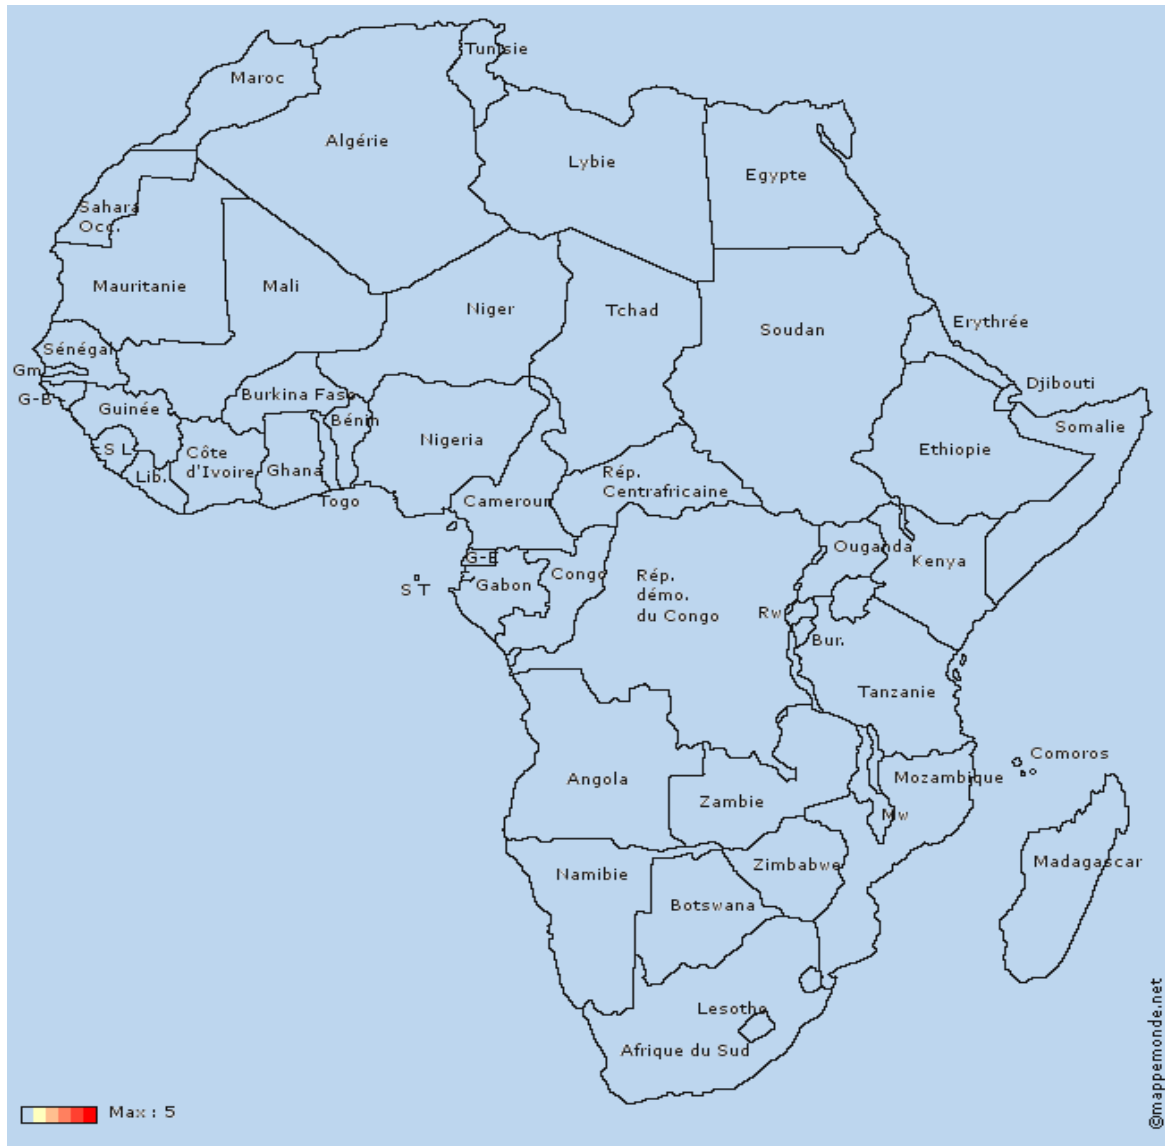 Tunisie
Maroc
Algérie
Lybie
Egypte
Sahara
Occ.
Mauritanie
Mali
Niger
Tchad
Soudan
Erythrée
Sénégal
Gm
Djibouti
G-B
Guinée
Burkina Faso
Bénin
Nigeria
Somalie
S L
Côte
d'Ivoire
Ghana
Ethiopie
Lib.
Togo
Cameroun
Rép.
Centrafricaine
G-E
Ouganda
Kenya
S T
Gabon
Congo
Rép.
démo.
du Congo
Rw
Bur.
Tanzanie
Comoros
Angola
Zambie
Mozambique
Mw
Madagascar
Namibie
Zimbabwe
Botswana
Lesotho
Afrique du Sud
Max : 5
©mappemonde.net